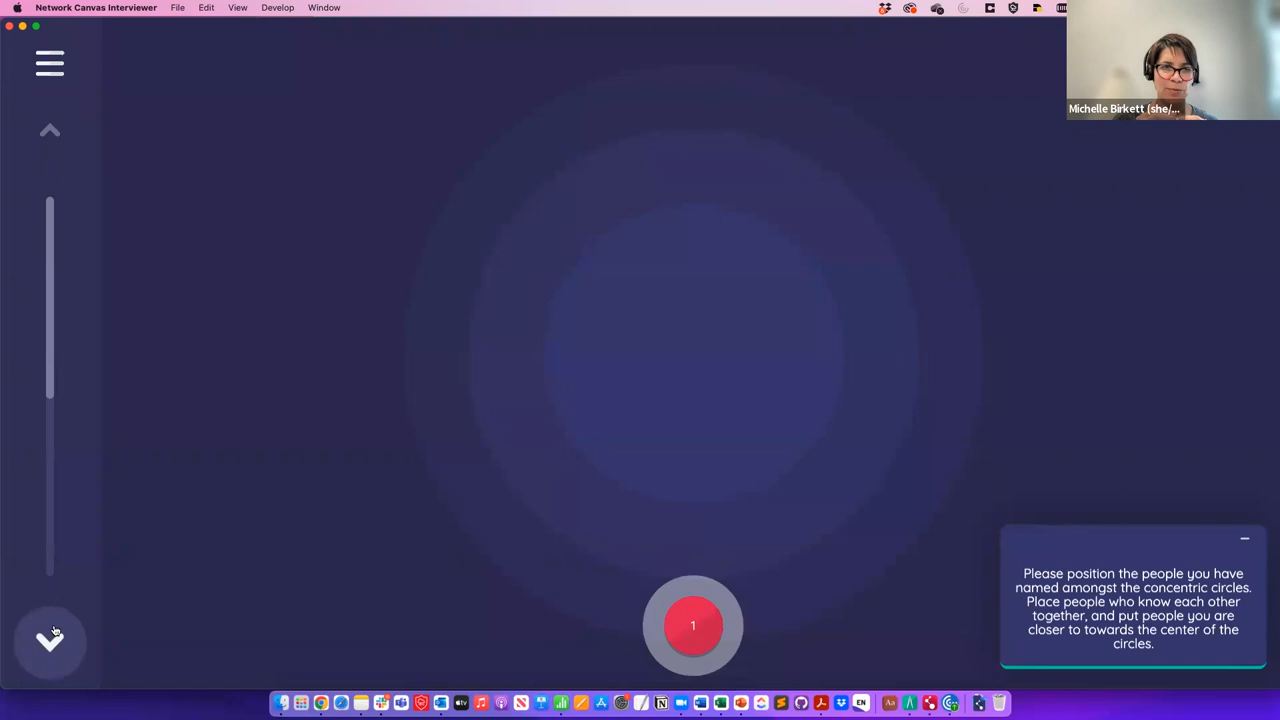 Network Canvas Interviewer File Edit View Develop Window
Michelle Birkett (she/...
1
Please position the people you have
named amongst the concentric circles.
Place people who know each other
together, and put people you are
closer to towards the center of the
circles.
EN
Aa